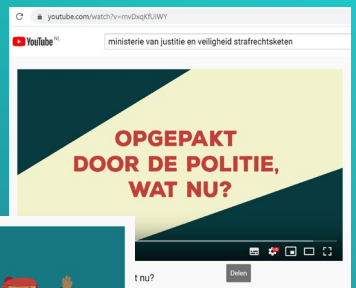 youtube.com/watch?v=mvDxqKfUiWY
YouTube NL
ministerie van justitie en veiligheid strafrechtsketen
OPGEPAKT
DOOR DE POLITIE,
WAT NU?
t nu?
Delen